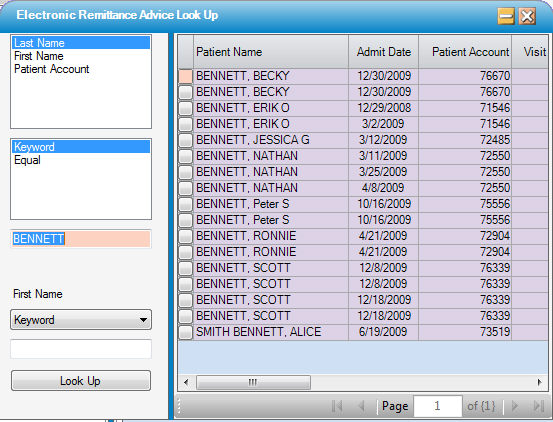 Electronic Remittance Advice Look Up
Last Name
First Name
Patient Account
Keyword
Equal
BENNETT
First Name
Keyword
Look Up
Patient Name Admit Date Patient Account Visit
BENNETT, BECKY 12/30/2009 76670
BENNETT, BECKY 12/30/2009 76670
BENNETT, ERIK O 12/29/2008 71546
BENNETT, ERIK O 3/2/2009 71546
BENNETT, JESSICA G 3/12/2009 72485
BENNETT, NATHAN 3/11/2009 72550
BENNETT, NATHAN 3/25/2009 72550
BENNETT, NATHAN 4/8/2009 72550
BENNETT, Peter S 10/16/2009 75556
BENNETT, Peter S 10/16/2009 75556
BENNETT, RONNIE 4/21/2009 72904
BENNETT, RONNIE 4/21/2009 72904
BENNETT, SCOTT 12/8/2009 76339
BENNETT, SCOTT 12/8/2009 76339
BENNETT, SCOTT 12/18/2009 76339
BENNETT, SCOTT 12/18/2009 76339
SMITH BENNETT, ALICE 6/19/2009 73519
Page 1 of {1}